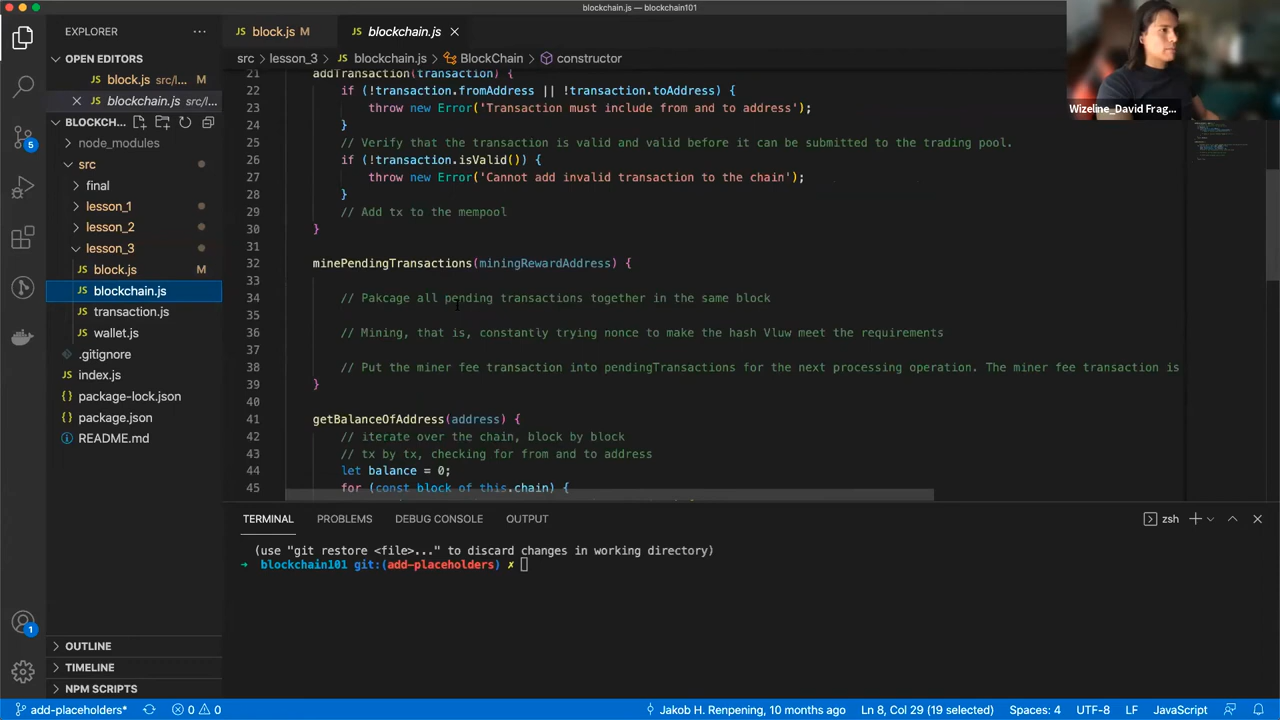 blockchain.js — blockchain101
EXPLORER
OPEN EDITORS
JS block.js src/l... M
JS blockchain.js src/l...
BLOCKCH...
node_modules
src
final
lesson_1
lesson_2
lesson_3
JS block.js M
JS blockchain.js
JS transaction.js
JS wallet.js
.gitignore
JS index.js
package-lock.json
package.json
README.md
OUTLINE
TIMELINE
NPM SCRIPTS
5
1
JS block.js M
JS blockchain.js
src > lesson_3 > JS blockchain.js > BlockChain > constructor
21 addTransaction(transaction) {
22 if (!transaction.fromAddress || !transaction.toAddress) {
23 throw new Error('Transaction must include from and to address');
24 }
25 // Verify that the transaction is valid and valid before it can be submitted to the trading pool.
26 if (!transaction.isValid()) {
27 throw new Error('Cannot add invalid transaction to the chain');
28 }
29 // Add tx to the mempool
30 }
31
32 minePendingTransactions(miningRewardAddress) {
33
34 // Pakcage all pending transactions together in the same block
35
36 // Mining, that is, constantly trying nonce to make the hash Vluw meet the requirements
37
38 // Put the miner fee transaction into pendingTransactions for the next processing operation. The miner fee transaction is
39 }
40
41 getBalanceOfAddress(address) {
42 // iterate over the chain, block by block
43 // tx by tx, checking for from and to address
44 let balance = 0;
45 for (const block of this.chain) {
Wizeline_David Frag...
TERMINAL PROBLEMS DEBUG CONSOLE OUTPUT
zsh
(use "git restore <file>..." to discard changes in working directory)
➜ blockchain101 git:(add-placeholders) ✗
add-placeholders* 0 0 Jakob H. Renpening, 10 months ago Ln 8, Col 29 (19 selected) Spaces: 4 UTF-8 LF JavaScript